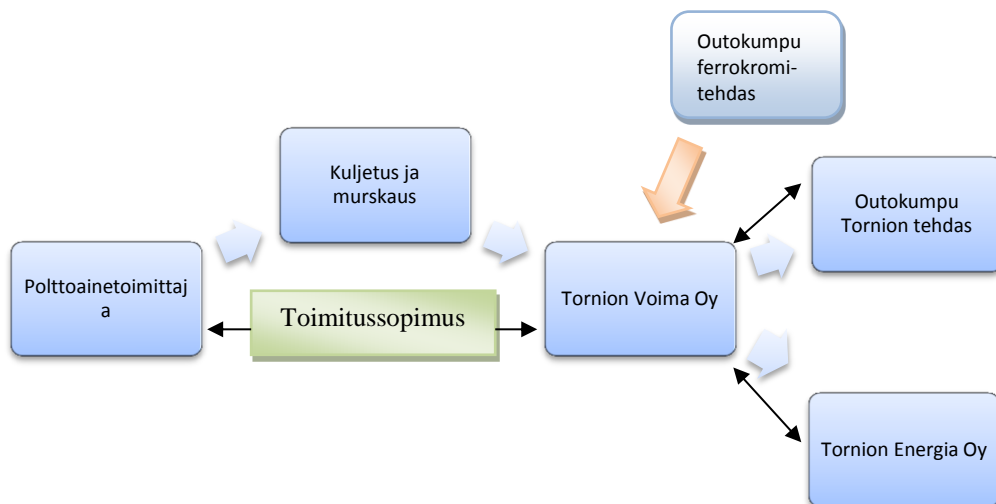 Outokumpu
ferrokromi-
tehdas
Kuljetus ja
murskaus
Outokumpu
Tornion tehdas
Polttoainetoimittaj
a
Toimitussopimus
Tornion Voima Oy
Tornion Energia Oy